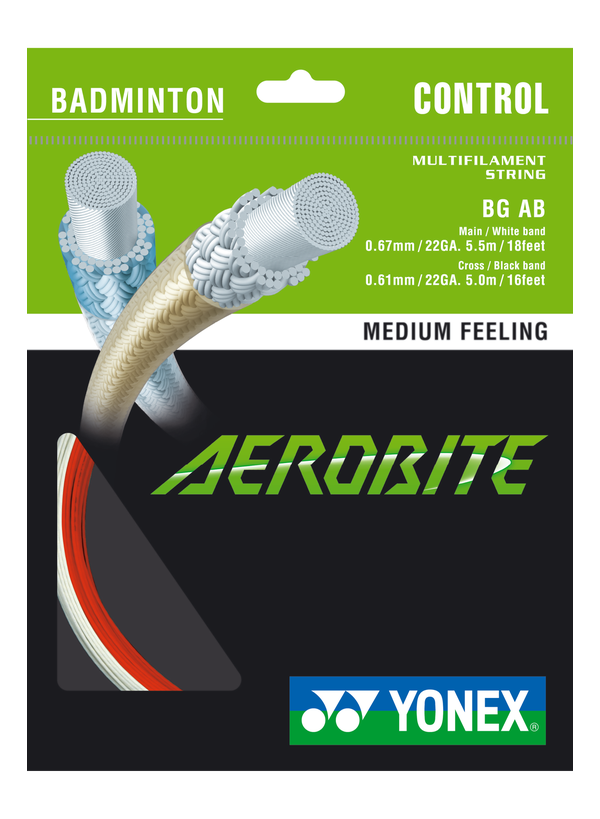 BADMINTON
CONTROL
MULTIFILAMENT
STRING
BG AB
Main / White band
0.67mm / 22GA. 5.5m / 18feet
Cross / Black band
0.61mm / 22GA. 5.0m / 16feet
MEDIUM FEELING
AEROBITE
YONEX®